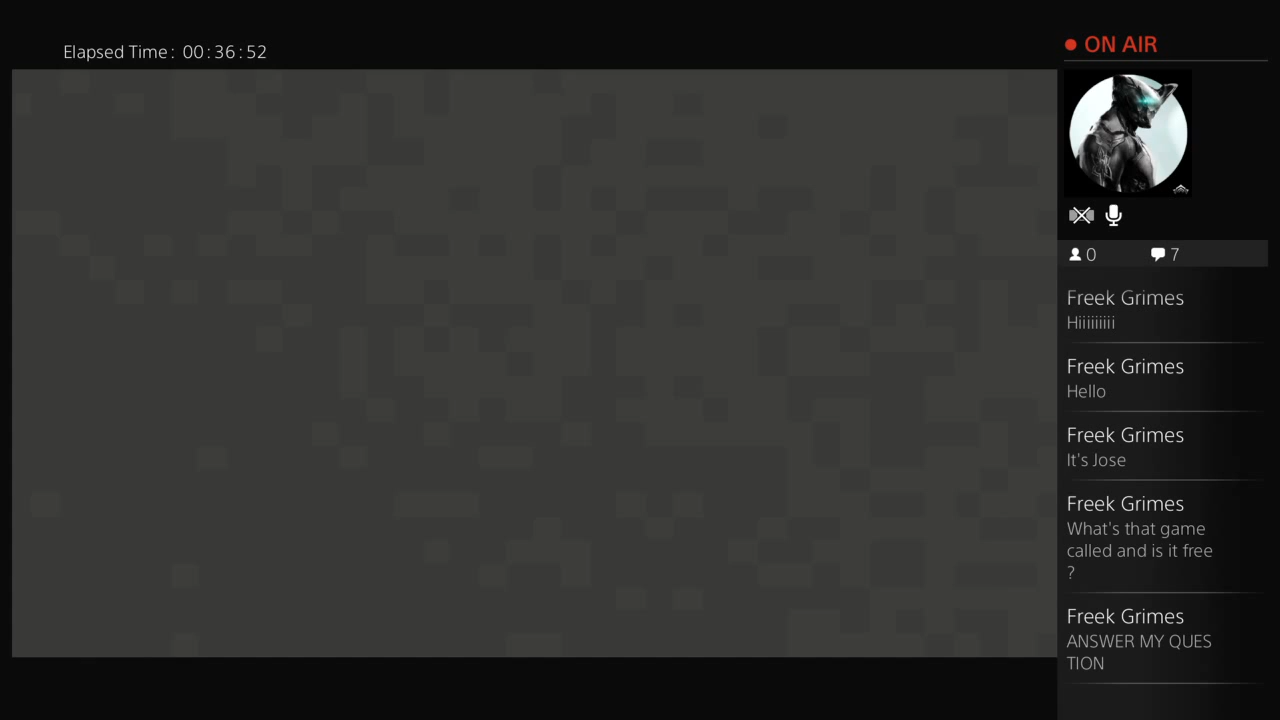 Elapsed Time: 00:36:52
ON AIR
0 7
Freek Grimes
Hiiiiiiiii
Freek Grimes
Hello
Freek Grimes
It's Jose
Freek Grimes
What's that game
called and is it free
?
Freek Grimes
ANSWER MY QUES
TION